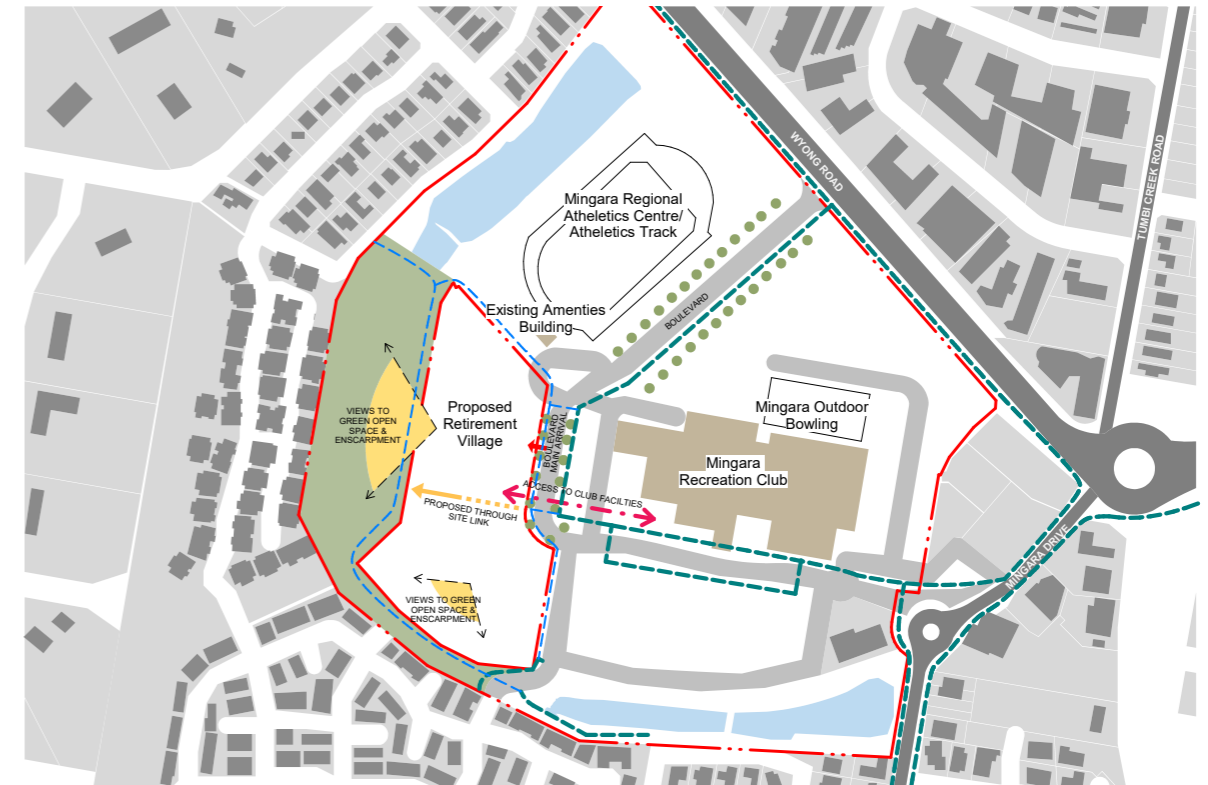 WYONG ROAD
TUMBI CREEK ROAD
Mingara Regional
Atheletics Centre/
Atheletics Track
Existing Amenties
Building
BOULEVARD
Mingara Outdoor
Bowling
Proposed
Retirement
Village
VIEWS TO
GREEN OPEN
SPACE &
ENSCARPMENT
BOULEVARD
MAIN ARRIVAL
Mingara
Recreation Club
ACCESS TO CLUB FACILTIES
PROPOSED THROUGH
SITE LINK
MINGARA DRIVE
VIEWS TO GREEN
OPEN SPACE &
ENSCARPMENT